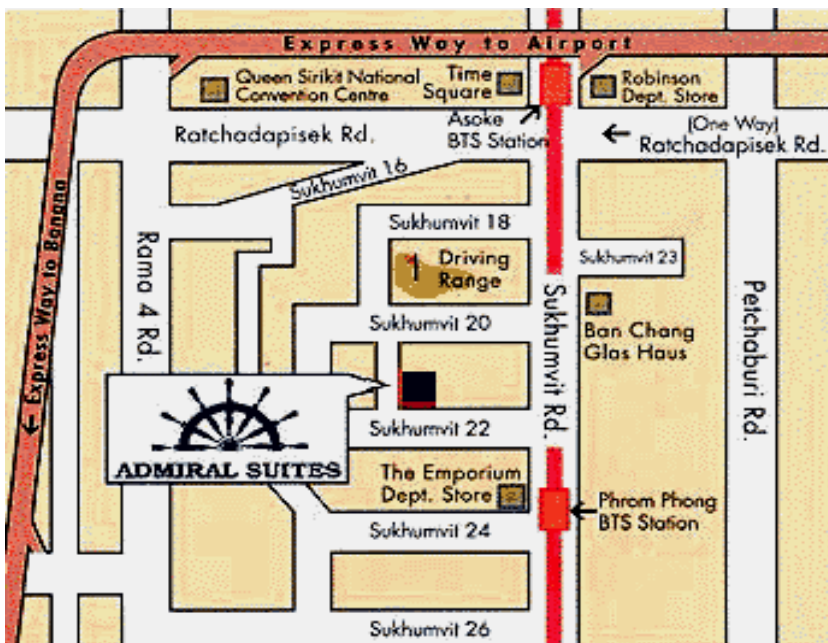 Express Way to Airport
Queen Sirikit National
Convention Centre
Time
Square
Robinson
Dept. Store
Asoke
BTS Station
Ratchadapisek Rd.
(One Way)
Ratchadapisek Rd.
Sukhumvit 16
Sukhumvit 18
Driving
Range
Sukhumvit 23
Express Way to Banana
Rama 4 Rd.
Sukhumvit Rd.
Petchaburi Rd.
Sukhumvit 20
Ban Chang
Glas Haus
Sukhumvit 22
ADMIRAL SUITES
The Emporium
Dept. Store
Phrom Phong
BTS Station
Sukhumvit 24
Sukhumvit 26